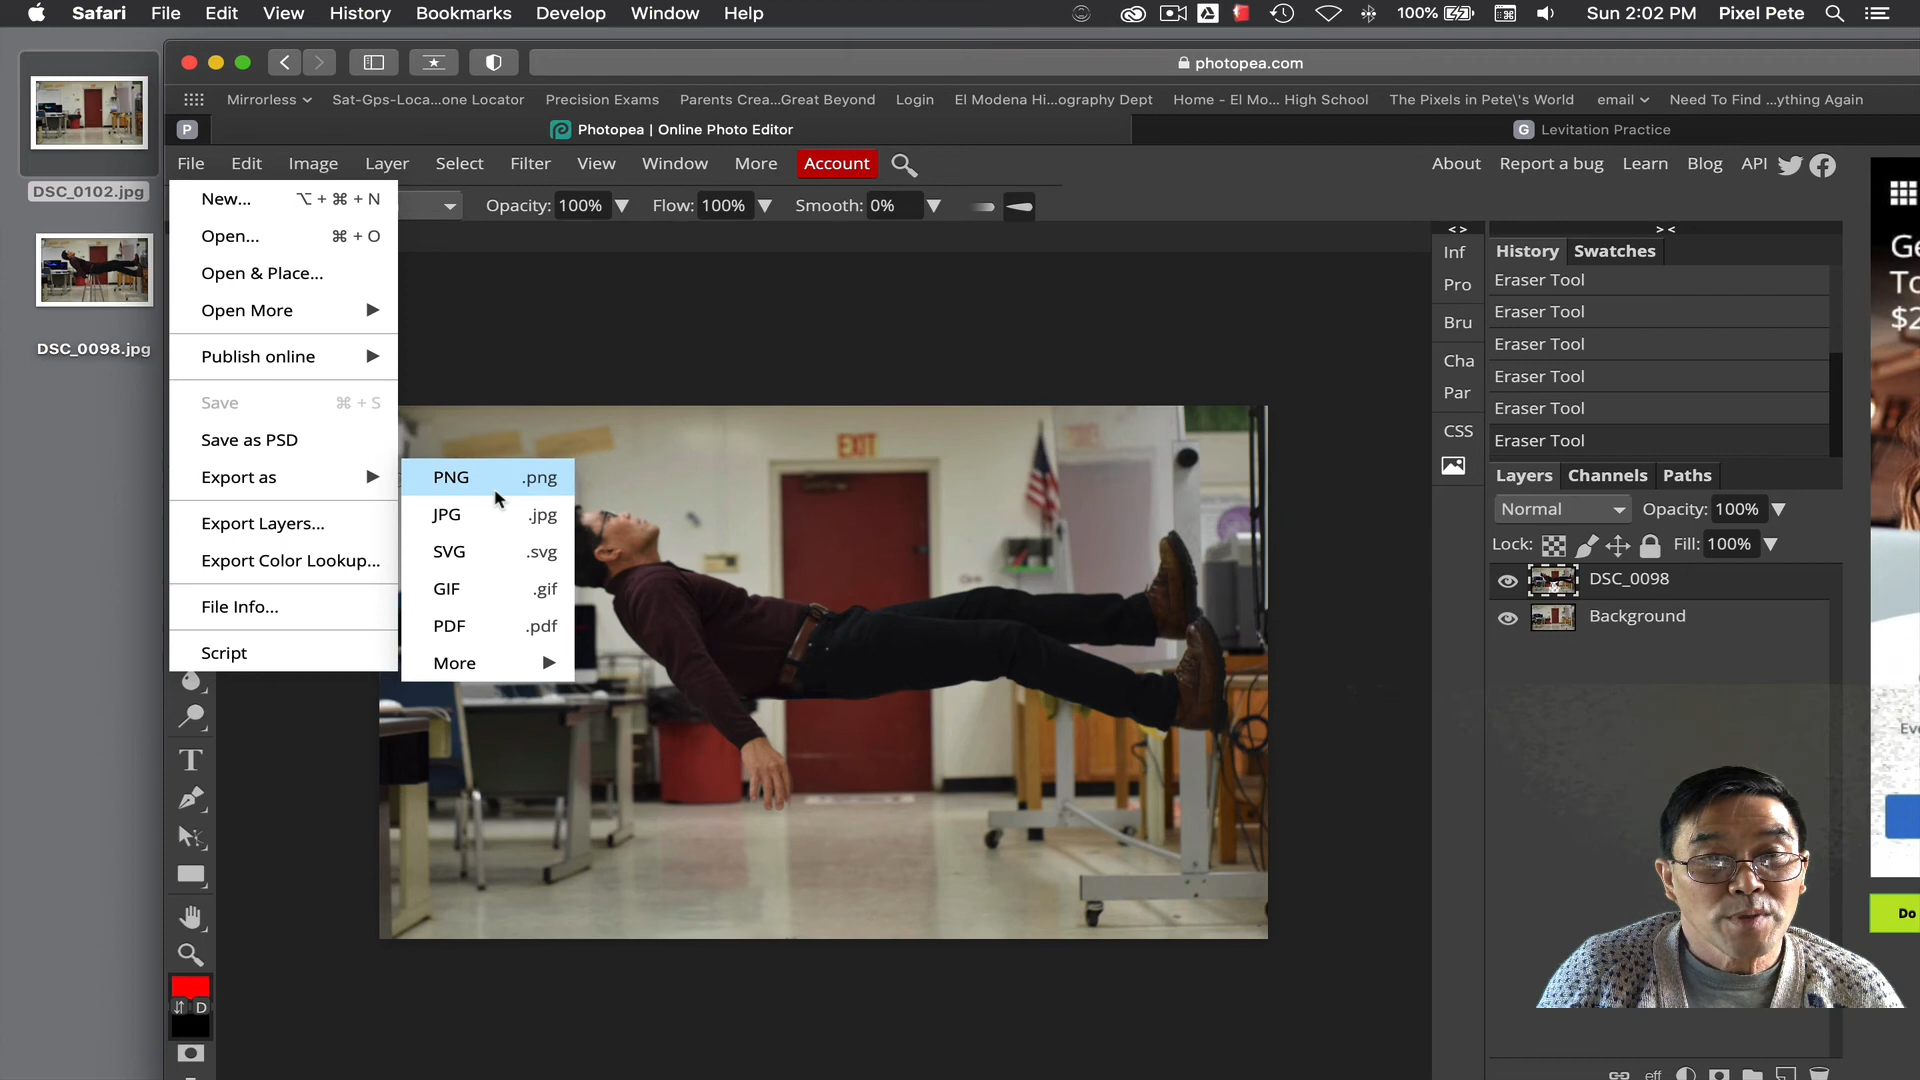 Safari File Edit View History Bookmarks Develop Window Help 100% Sun 2:02 PM Pixel Pete
photopea.com
Mirrorless Sat-Gps-Loca...one Locator Precision Exams Parents Crea...Great Beyond Login El Modena Hi...ography Dept Home - El Mo... High School The Pixels in Pete\'s World email Need To Find ...ything Again
P Photopea | Online Photo Editor G Levitation Practice
File Edit Image Layer Select Filter View Window More Account About Report a bug Learn Blog API
DSC_0102.jpg
DSC_0098.jpg
Opacity: 100% Flow: 100% Smooth: 0%
New... ⌥ + ⌘ + N
Open... ⌘ + O
Open & Place...
Open More
Publish online
Save ⌘ + S
Save as PSD
Export as
Export Layers...
Export Color Lookup...
File Info...
Script
PNG .png
JPG .jpg
SVG .svg
GIF .gif
PDF .pdf
More
EXIT
T
D
< >
Inf
Pro
Bru
Cha
Par
CSS
> <
History Swatches
Eraser Tool
Eraser Tool
Eraser Tool
Eraser Tool
Eraser Tool
Eraser Tool
Layers Channels Paths
Normal Opacity: 100%
Lock: Fill: 100%
DSC_0098
Background
eff
Do